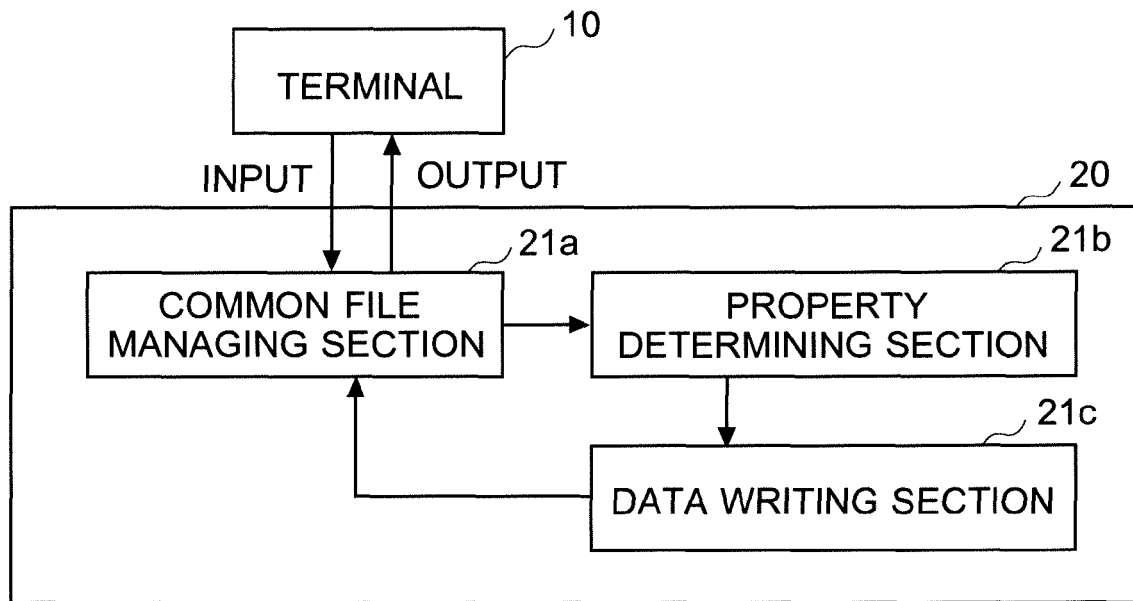 10
TERMINAL
INPUT
OUTPUT
20
21a
21b
COMMON FILE
MANAGING SECTION
PROPERTY
DETERMINING SECTION
21c
DATA WRITING SECTION